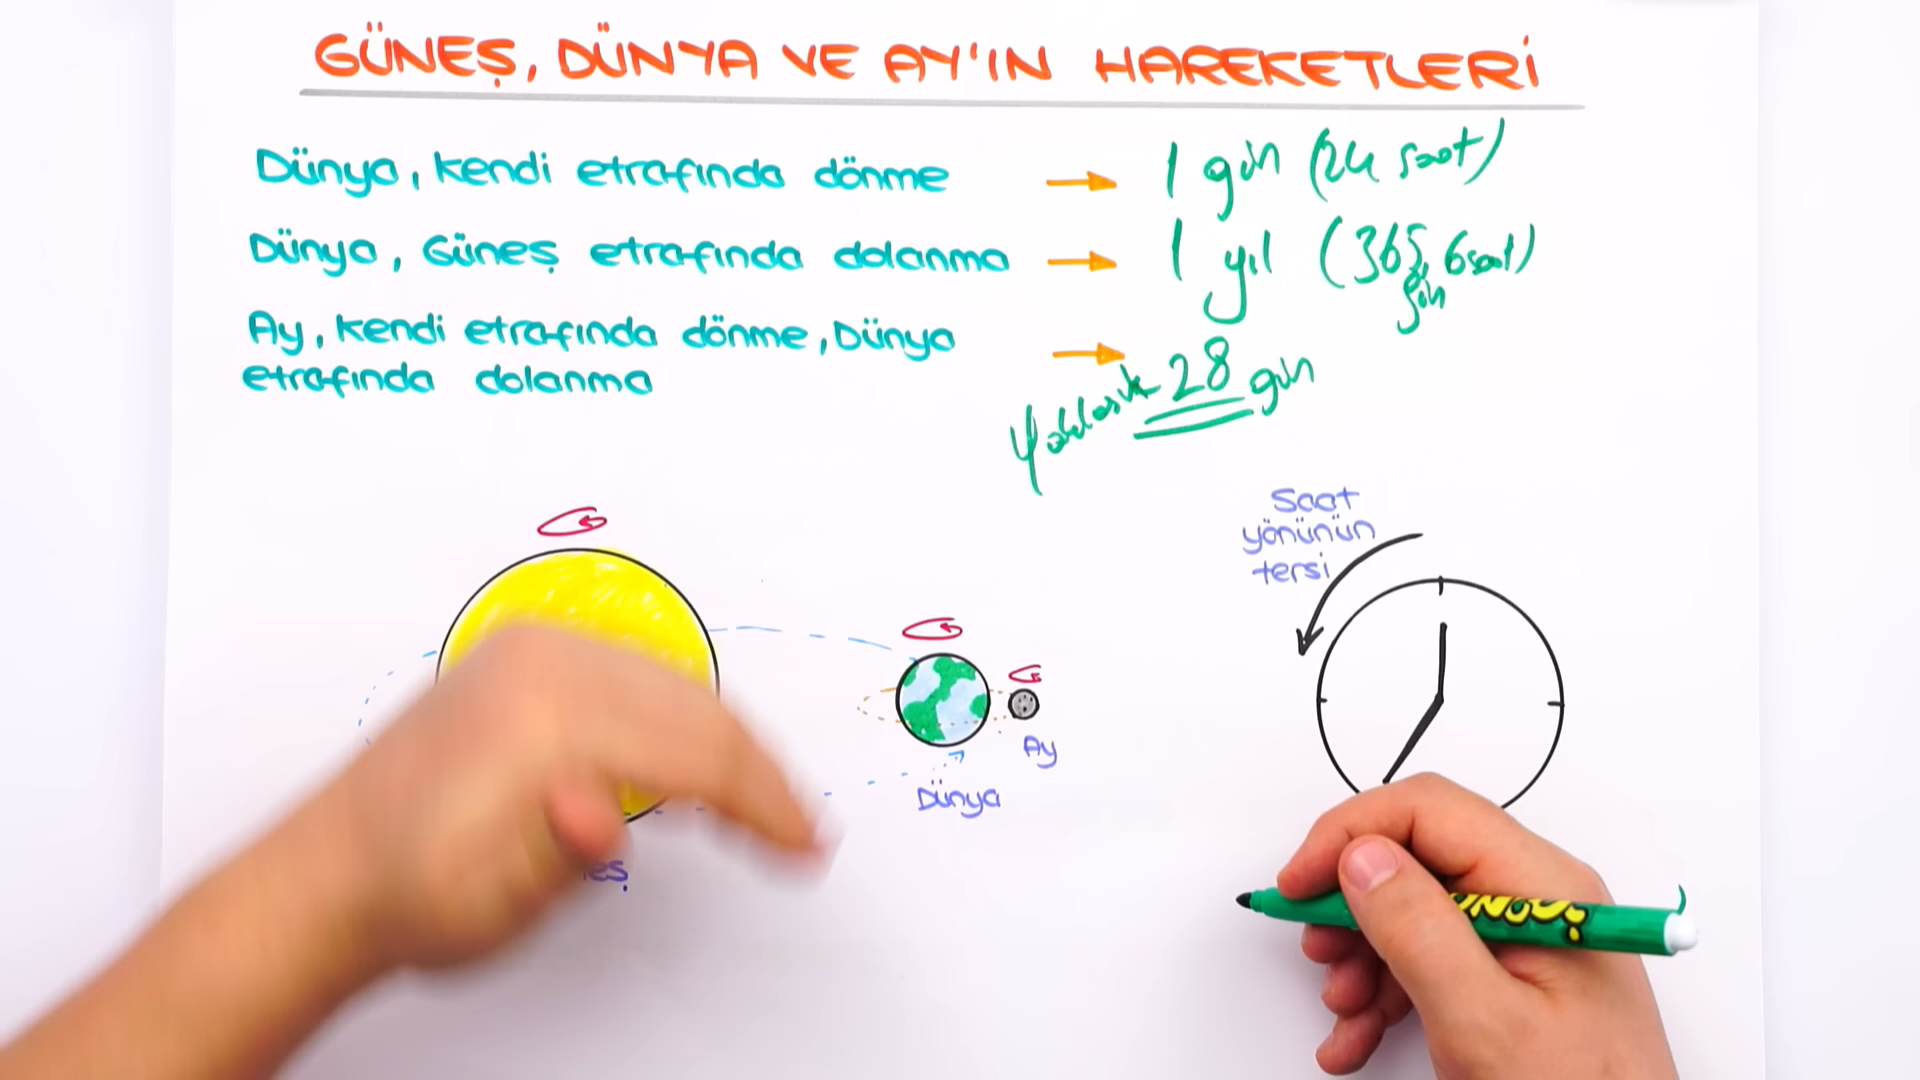 GÜNEŞ, DÜNYA VE AY'IN HAREKETLERİ
Dünya, kendi etrafında dönme → 1 gün (24 saat)
Dünya, Güneş etrafında dolanma → 1 yıl (365 gün, 6 saat)
Ay, kendi etrafında dönme, Dünya
etrafında dolanma → Yaklaşık 28 gün
Saat
yönünün
tersi
Ay
Dünya
eş